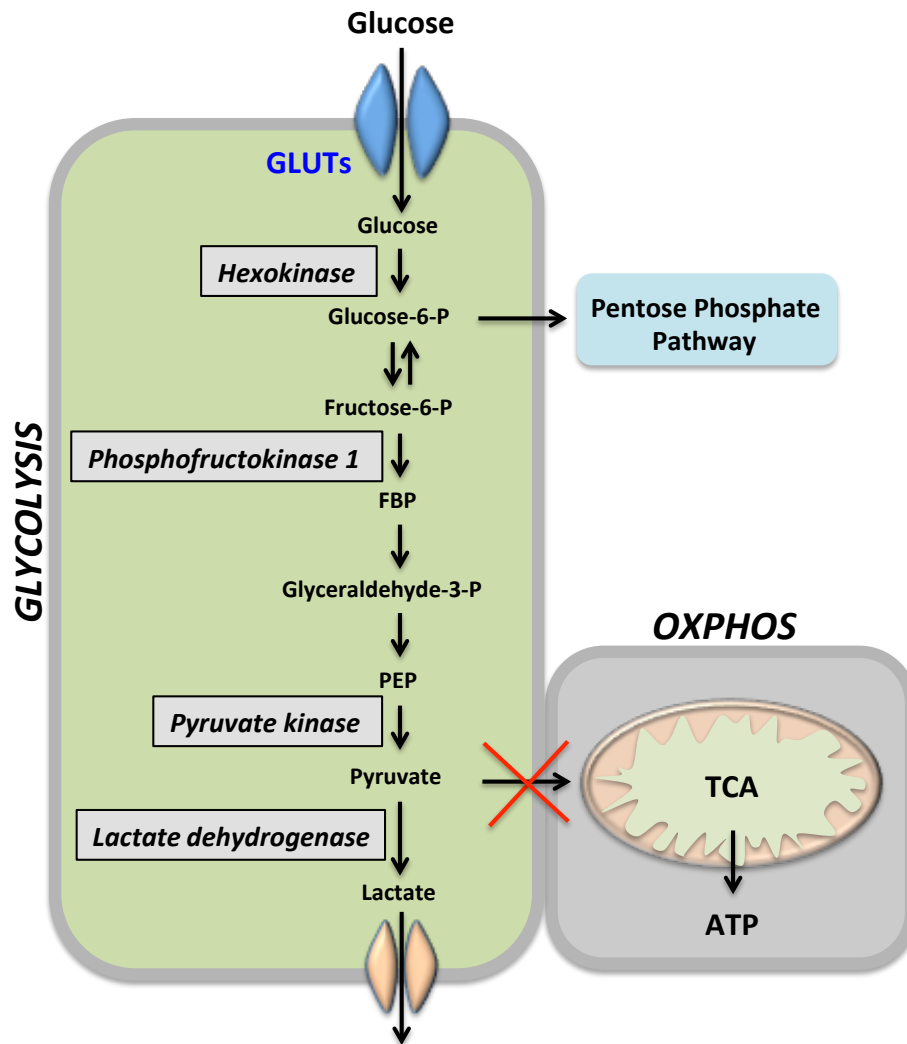 Glucose
GLUTs
Glucose
Hexokinase
Glucose-6-P
Pentose Phosphate
Pathway
Fructose-6-P
Phosphofructokinase 1
FBP
GLYCOLYSIS
Glyceraldehyde-3-P
OXPHOS
PEP
Pyruvate kinase
Pyruvate
TCA
Lactate dehydrogenase
Lactate
ATP